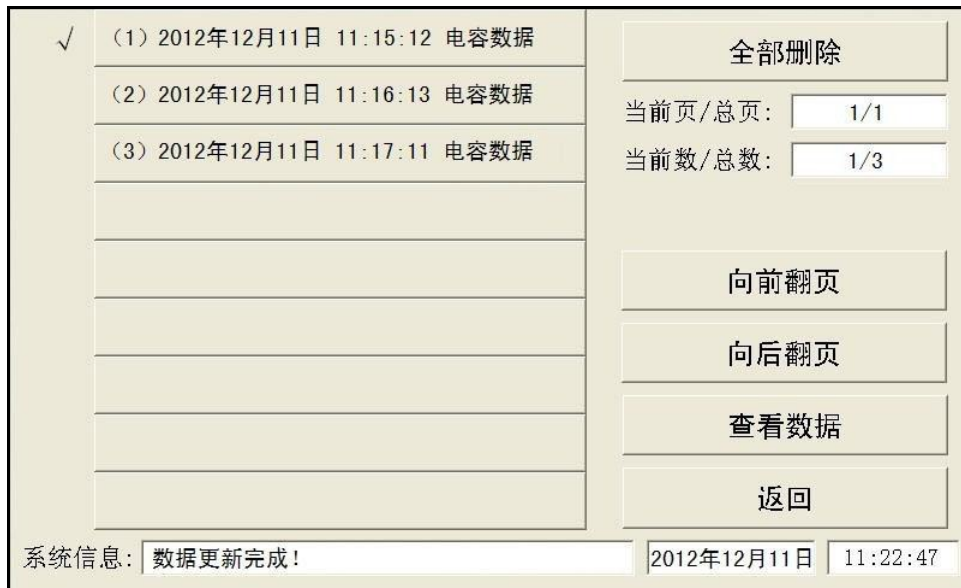 √ （1）2012年12月11日 11:15:12 电容数据
（2）2012年12月11日 11:16:13 电容数据
（3）2012年12月11日 11:17:11 电容数据
全部删除
当前页/总页: 1/1
当前数/总数: 1/3
向前翻页
向后翻页
查看数据
返回
系统信息: 数据更新完成! 2012年12月11日 11:22:47